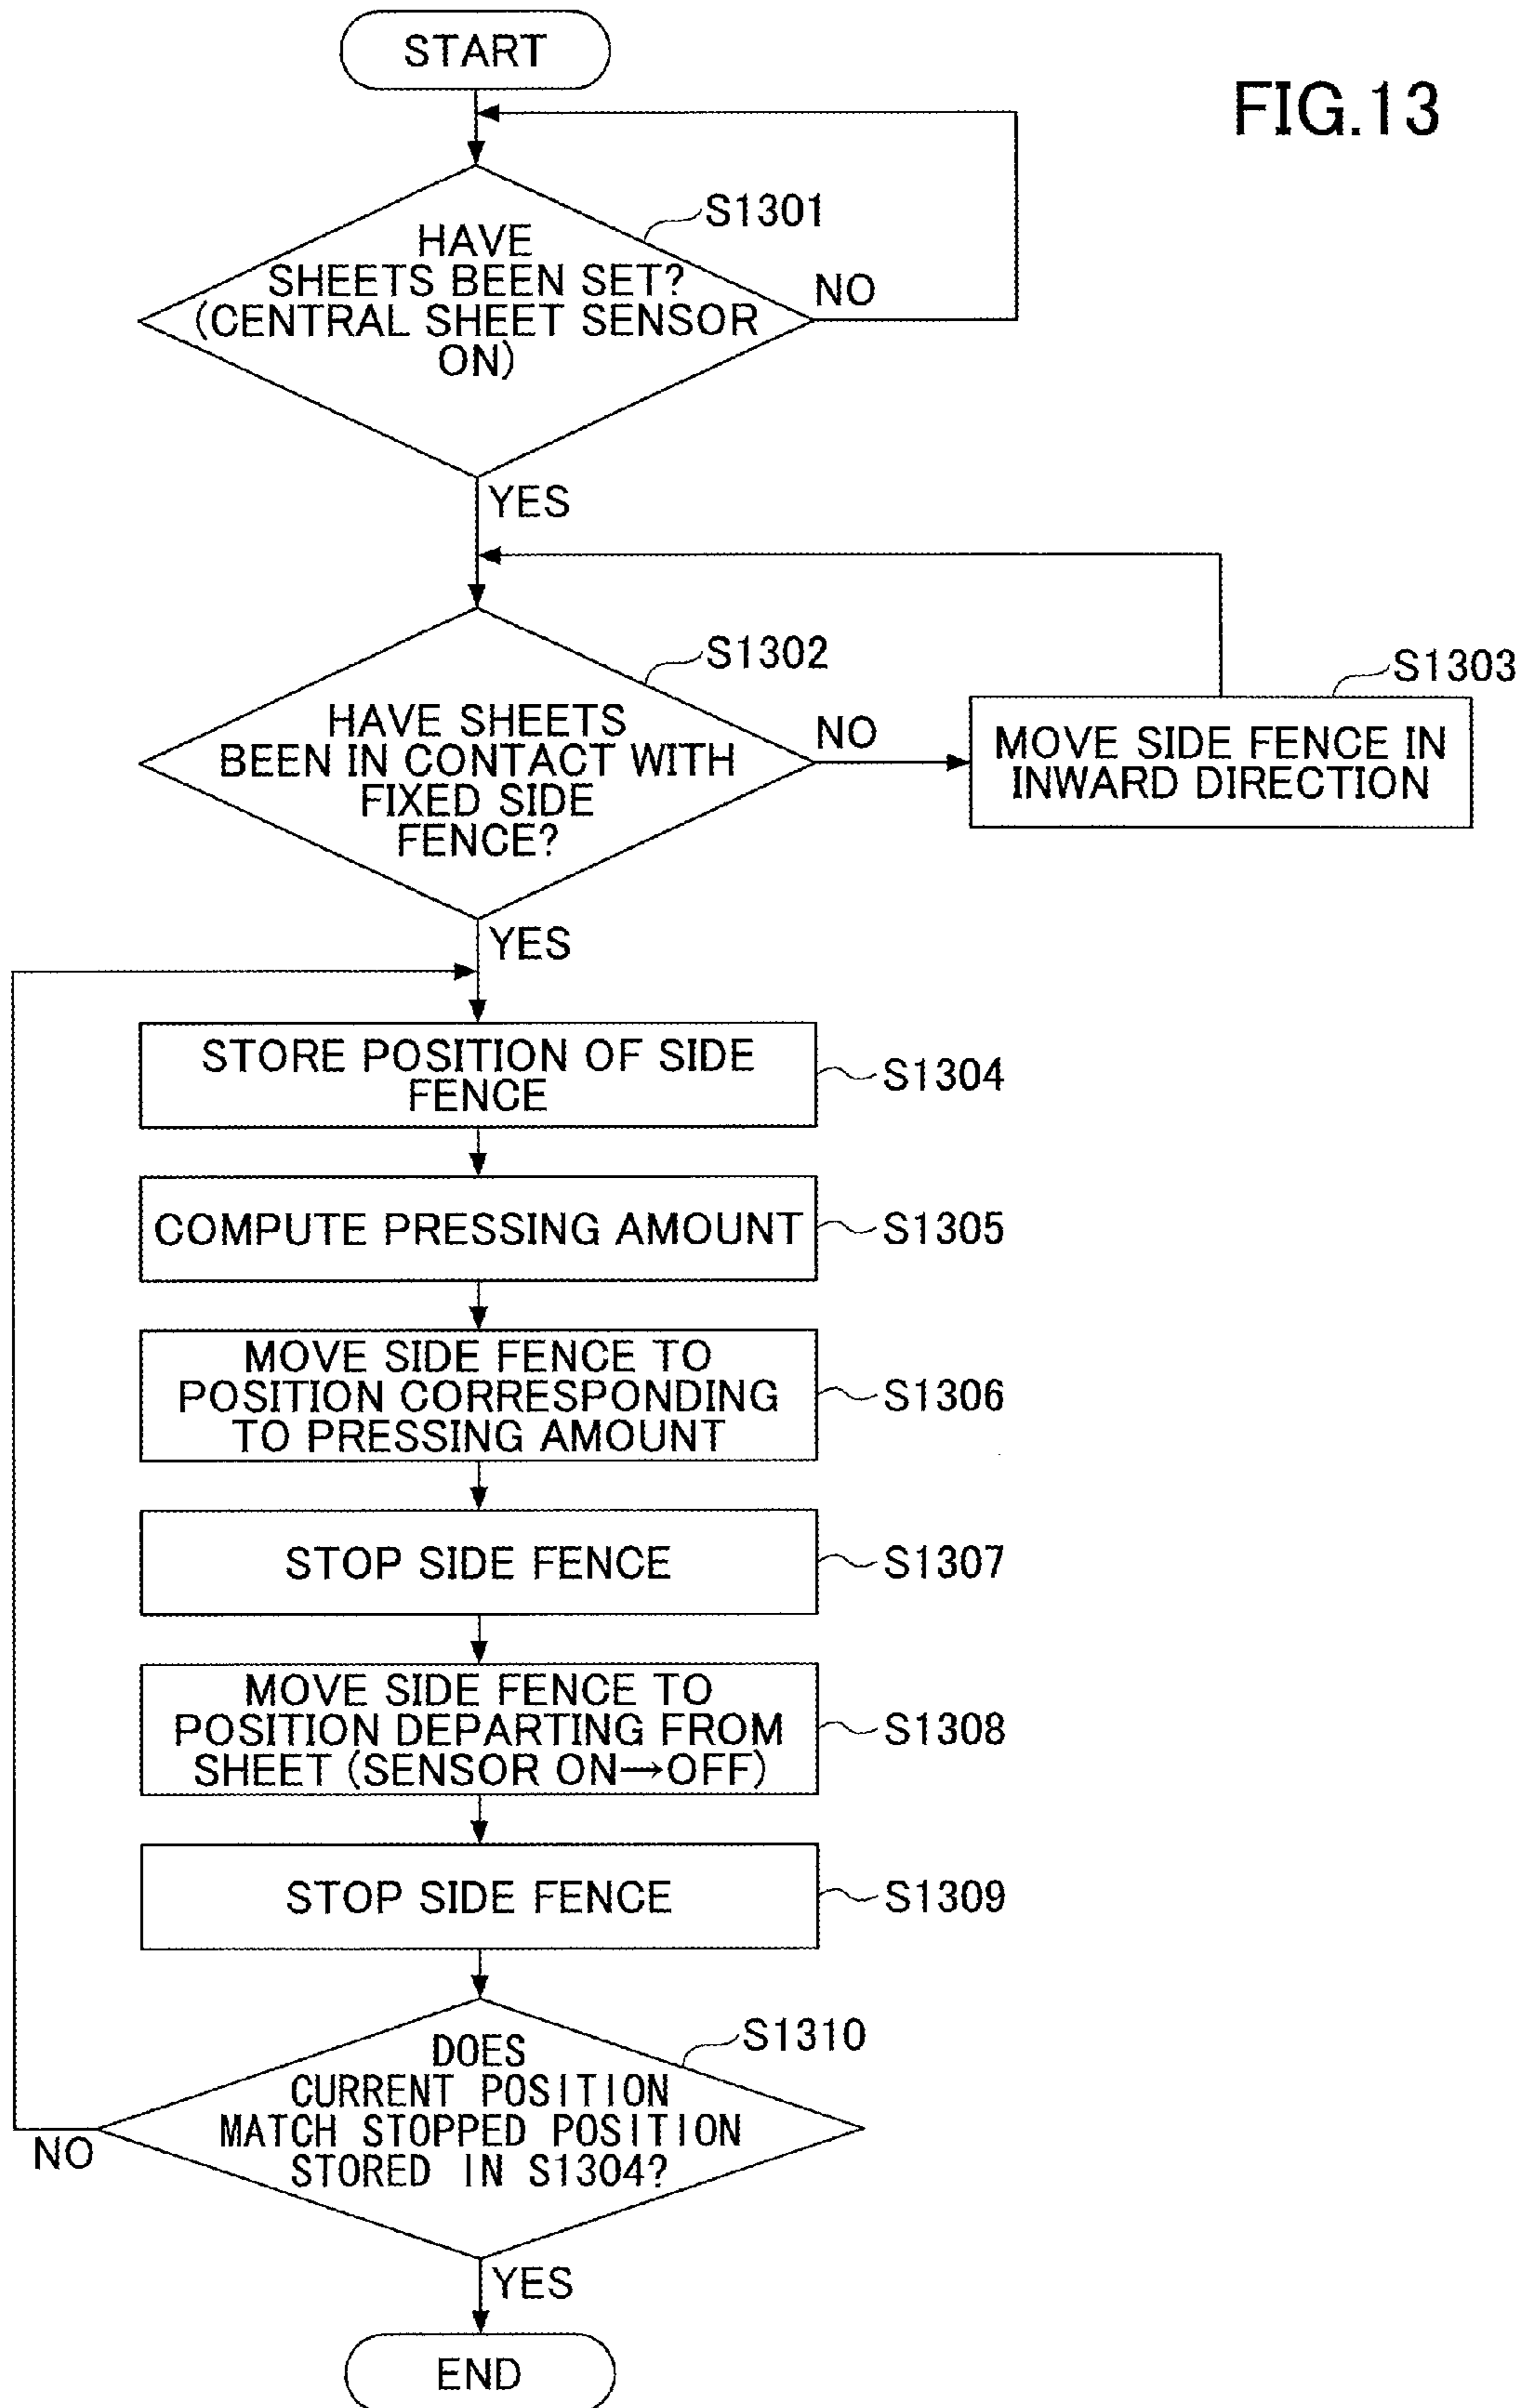 START
FIG.13
S1301
HAVE
SHEETS BEEN SET?
(CENTRAL SHEET SENSOR
ON)
NO
YES
S1302
HAVE SHEETS
BEEN IN CONTACT WITH
FIXED SIDE
FENCE?
NO
S1303
MOVE SIDE FENCE IN
INWARD DIRECTION
YES
STORE POSITION OF SIDE
FENCE
S1304
COMPUTE PRESSING AMOUNT
S1305
MOVE SIDE FENCE TO
POSITION CORRESPONDING
TO PRESSING AMOUNT
S1306
STOP SIDE FENCE
S1307
MOVE SIDE FENCE TO
POSITION DEPARTING FROM
SHEET (SENSOR ON→OFF)
S1308
STOP SIDE FENCE
S1309
S1310
DOES
CURRENT POSITION
MATCH STOPPED POSITION
STORED IN S1304?
NO
YES
END